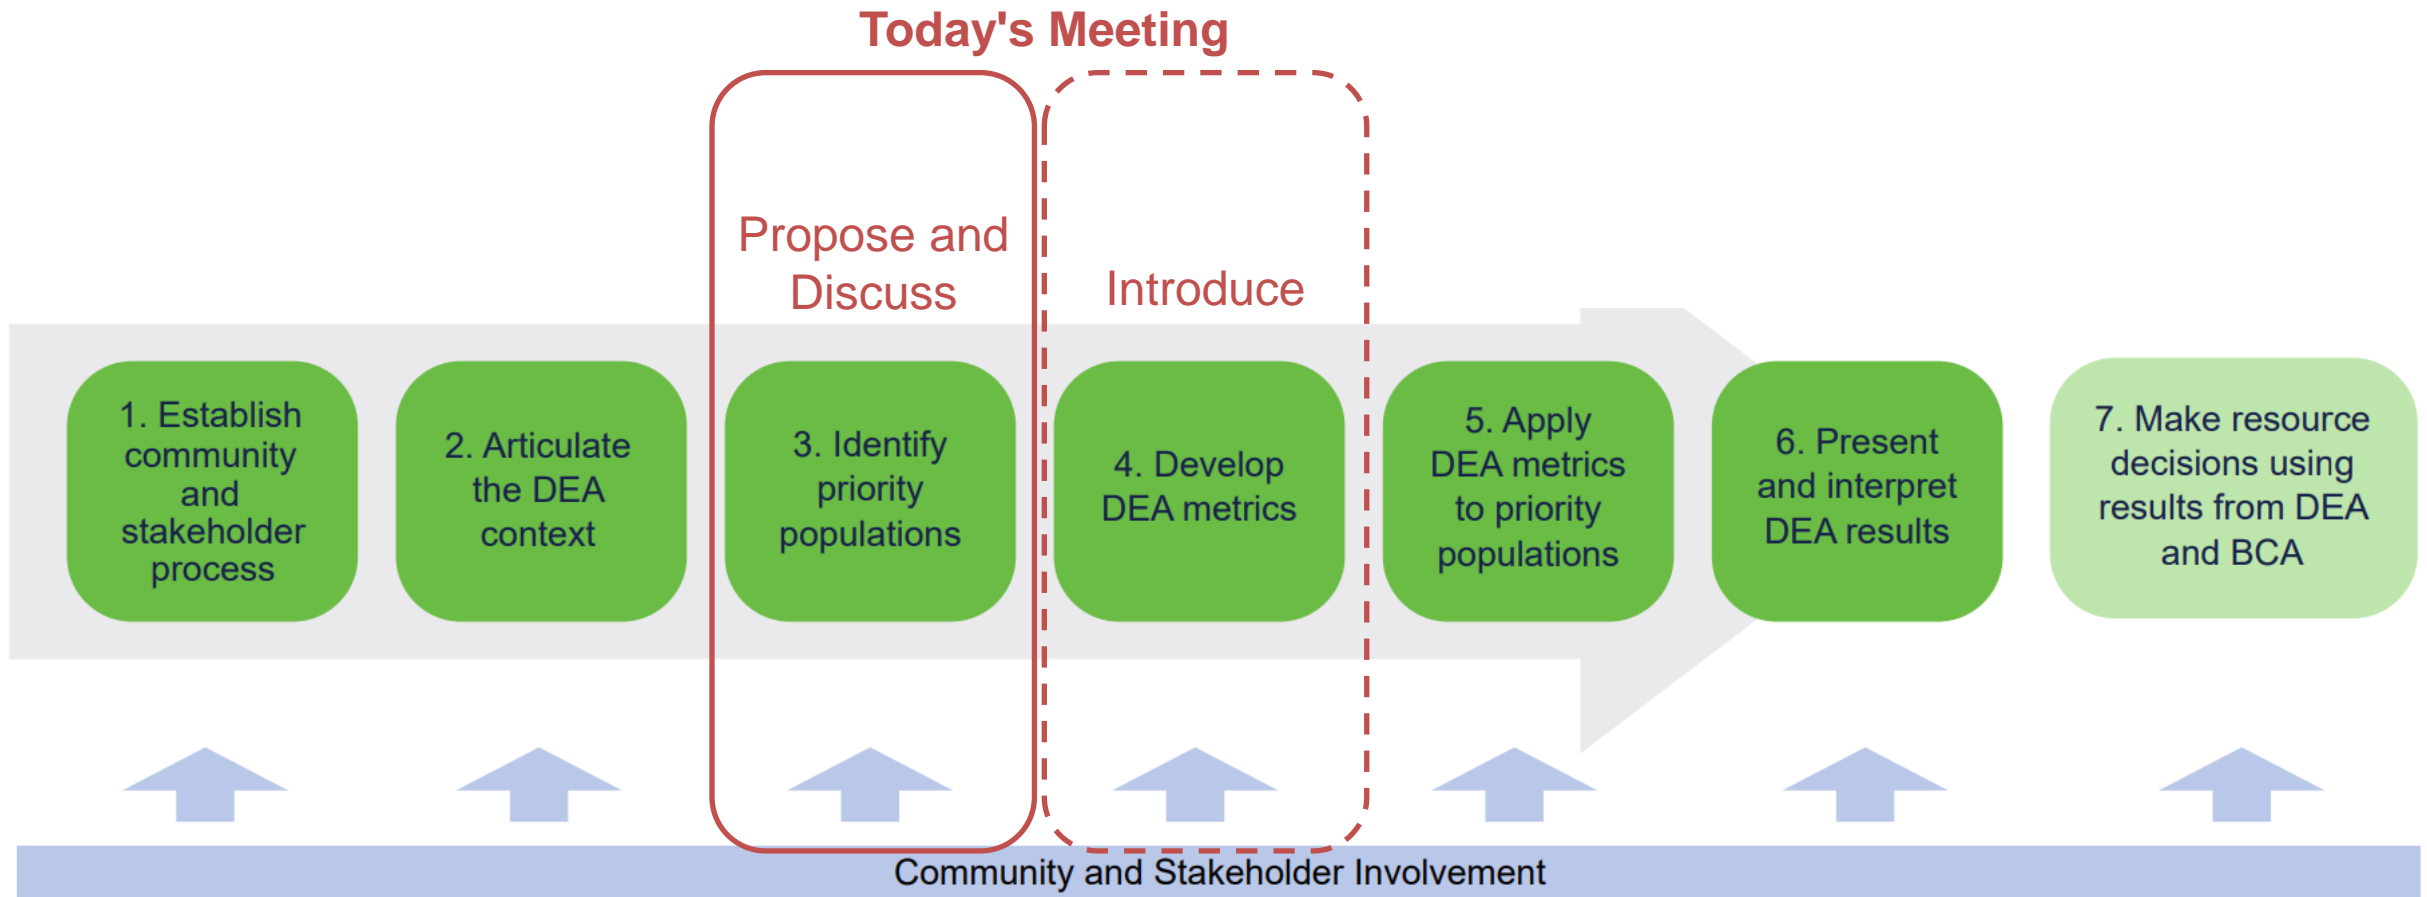 Today's Meeting
Propose and
Discuss
Introduce
1. Establish
community
and
stakeholder
process
2. Articulate
the DEA
context
3. Identify
priority
populations
4. Develop
DEA metrics
5. Apply
DEA metrics
to priority
populations
6. Present
and interpret
DEA results
7. Make resource
decisions using
results from DEA
and BCA
Community and Stakeholder Involvement